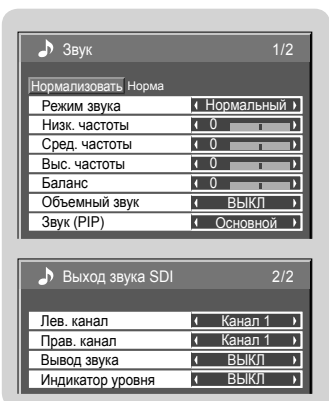 Звук 1/2
Нормализовать Норма
Режим звука Нормальный
Низк. частоты 0
Сред. частоты 0
Выс. частоты 0
Баланс 0
Объемный звук ВЫКЛ
Звук (PIP) Основной
Выход звука SDI 2/2
Лев. канал Канал 1
Прав. канал Канал 1
Вывод звука ВЫКЛ
Индикатор уровня ВЫКЛ